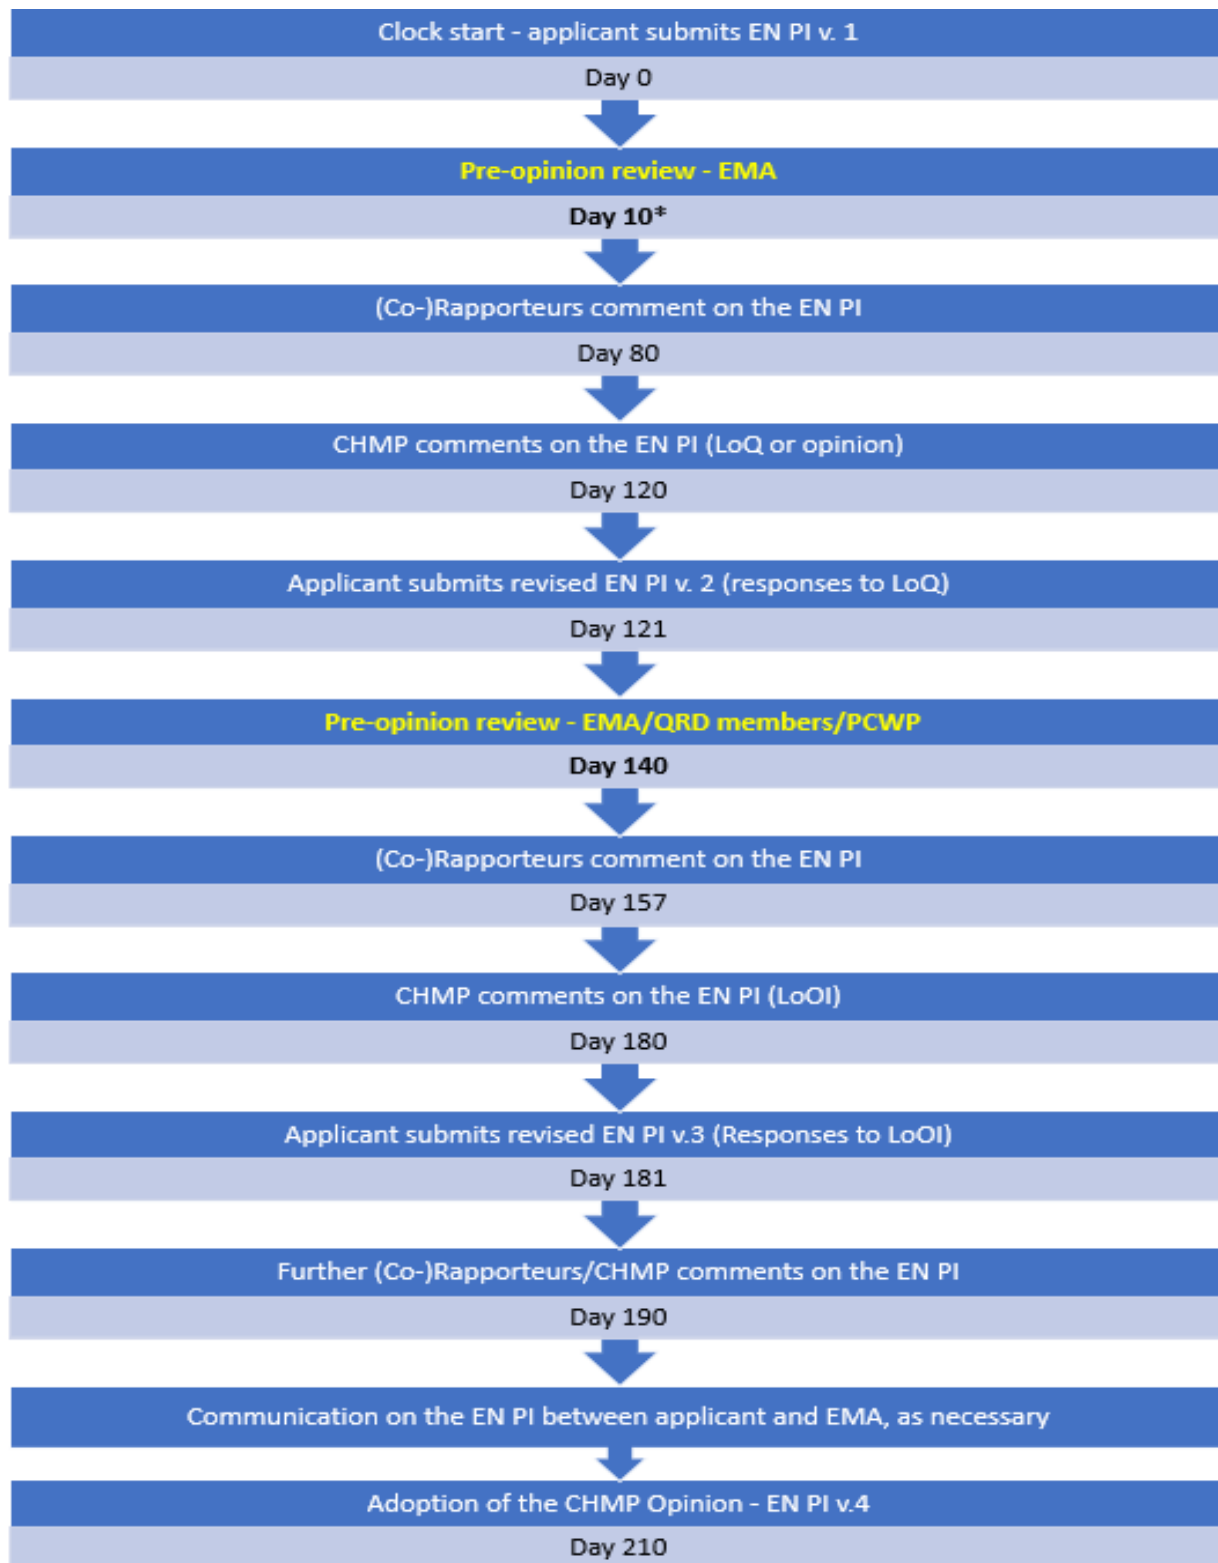 Clock start - applicant submits EN PI v. 1
Day 0
Pre-opinion review - EMA
Day 10*
(Co-)Rapporteurs comment on the EN PI
Day 80
CHMP comments on the EN PI (LoQ or opinion)
Day 120
Applicant submits revised EN PI v. 2 (responses to LoQ)
Day 121
Pre-opinion review - EMA/QRD members/PCWP
Day 140
(Co-)Rapporteurs comment on the EN PI
Day 157
CHMP comments on the EN PI (LoOI)
Day 180
Applicant submits revised EN PI v.3 (Responses to LoOI)
Day 181
Further (Co-)Rapporteurs/CHMP comments on the EN PI
Day 190
Communication on the EN PI between applicant and EMA, as necessary
Adoption of the CHMP Opinion - EN PI v.4
Day 210